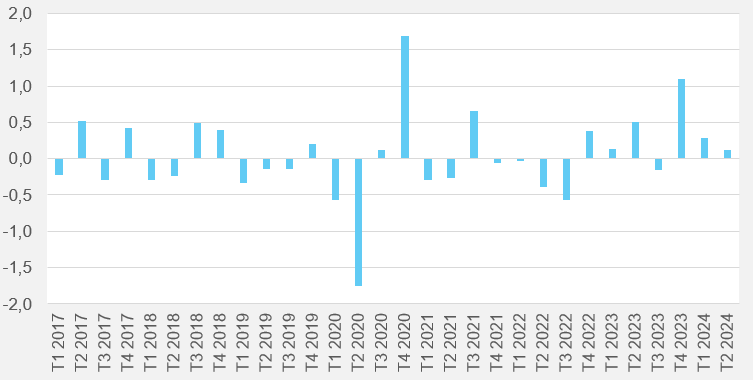 2,0
1,5
1,0
0,5
0,0
-0,5
-1,0
-1,5
-2,0
T1 2017
T2 2017
T3 2017
T4 2017
T1 2018
T2 2018
T3 2018
T4 2018
T1 2019
T2 2019
T3 2019
T4 2019
T1 2020
T2 2020
T3 2020
T4 2020
T1 2021
T2 2021
T3 2021
T4 2021
T1 2022
T2 2022
T3 2022
T4 2022
T1 2023
T2 2023
T3 2023
T4 2023
T1 2024
T2 2024